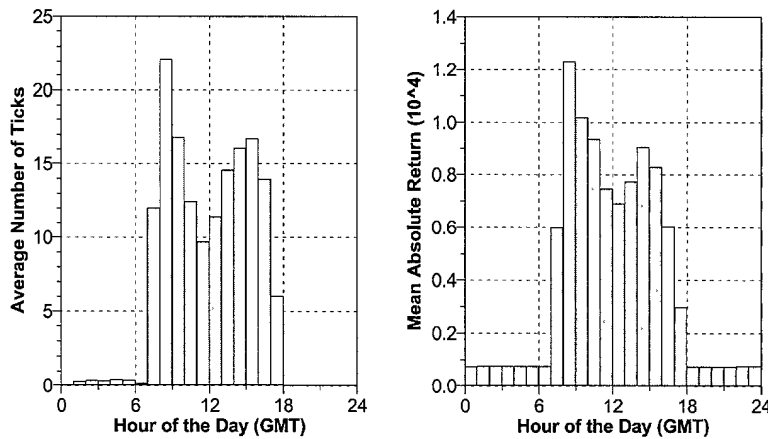 25
20
15
10
5
0
Average Number of Ticks
0 6 12 18 24
Hour of the Day (GMT)
1.4
1.2
1.0
0.8
0.6
0.4
0.2
0.0
Mean Absolute Return (10^4)
0 6 12 18 24
Hour of the Day (GMT)